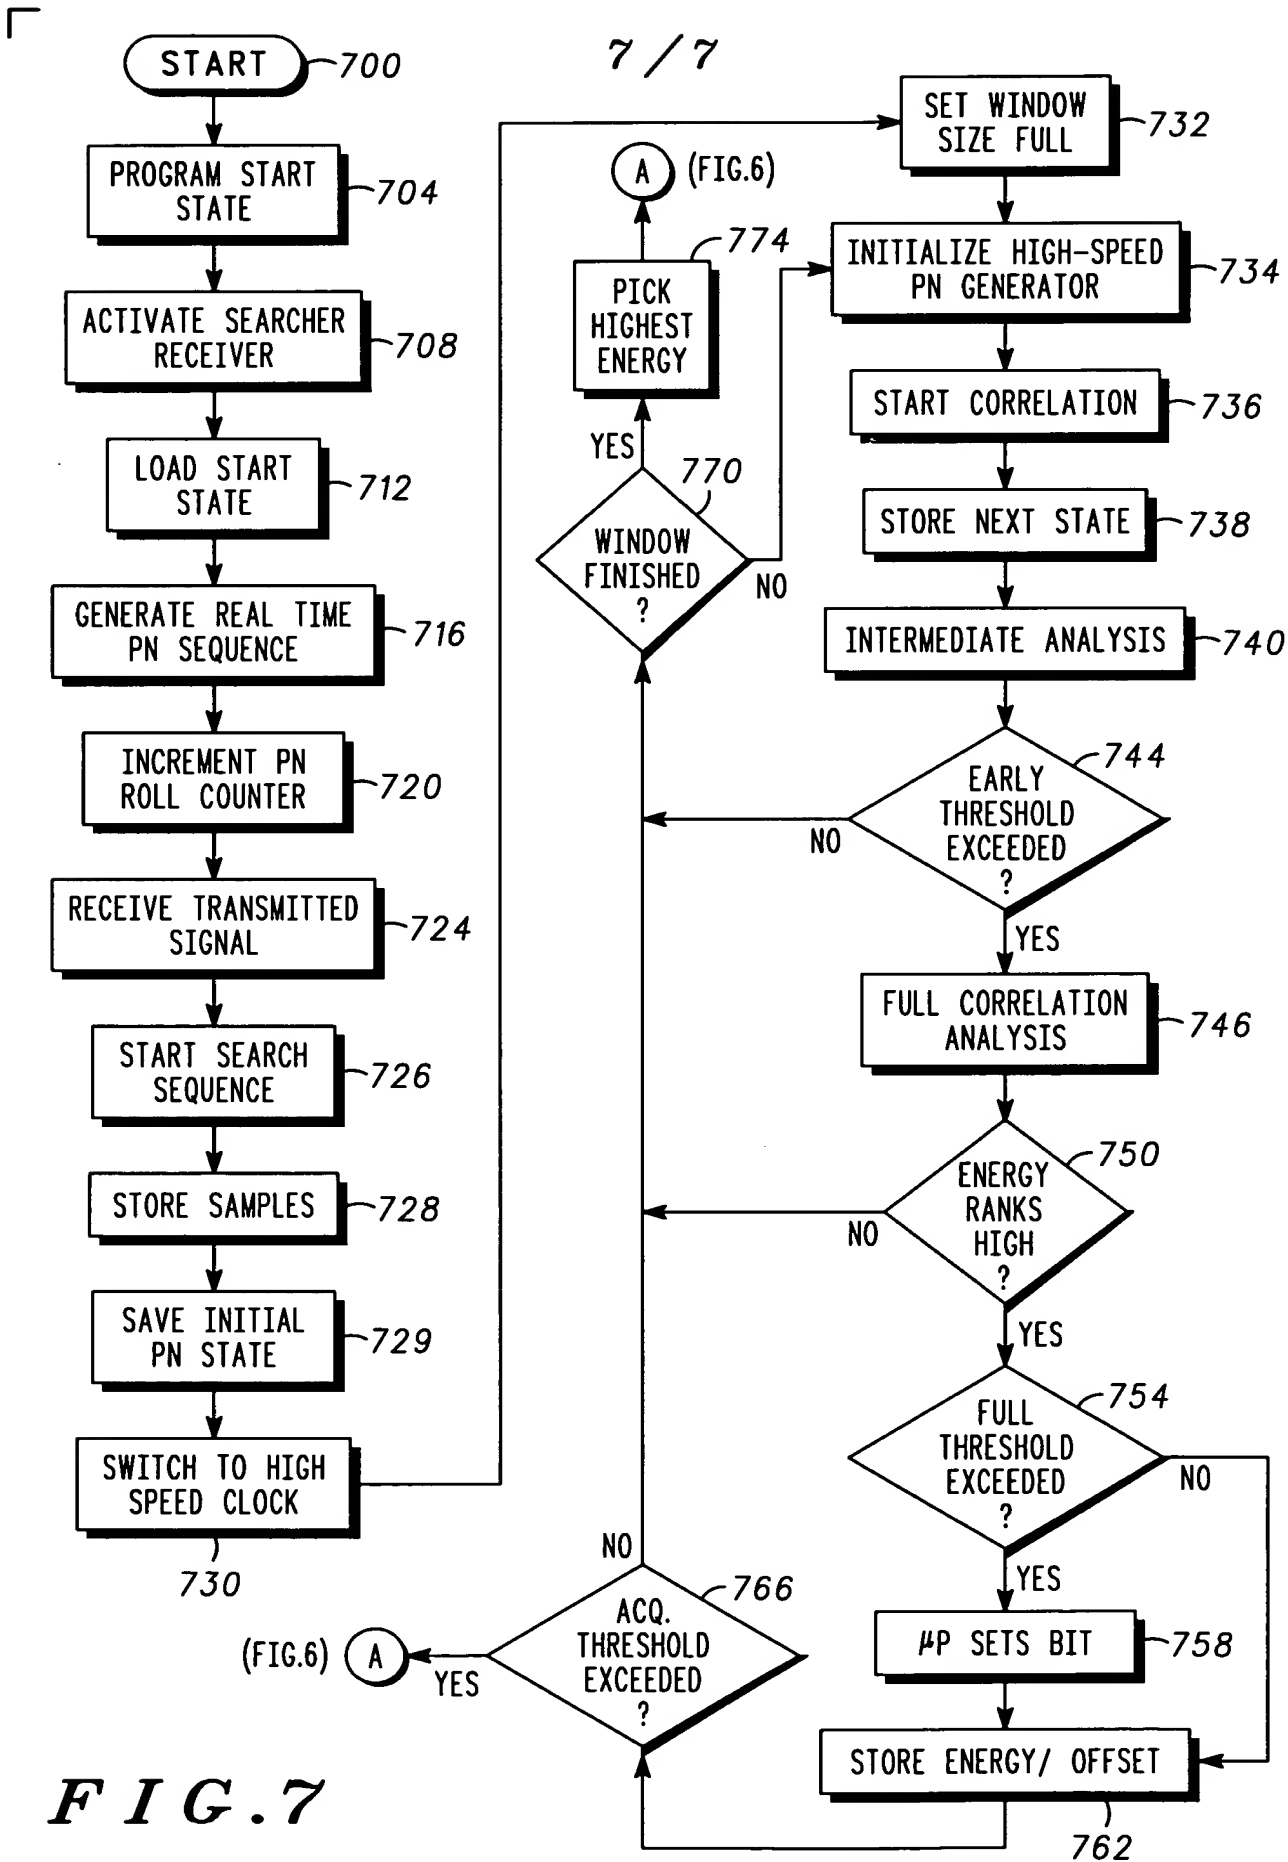 7/7
START
700
PROGRAM START
STATE
704
ACTIVATE SEARCHER
RECEIVER
708
LOAD START
STATE
712
GENERATE REAL TIME
PN SEQUENCE
716
INCREMENT PN
ROLL COUNTER
720
RECEIVE TRANSMITTED
SIGNAL
724
START SEARCH
SEQUENCE
726
STORE SAMPLES
728
SAVE INITIAL
PN STATE
729
SWITCH TO HIGH
SPEED CLOCK
730
SET WINDOW
SIZE FULL
732
INITIALIZE HIGH-SPEED
PN GENERATOR
734
START CORRELATION
736
STORE NEXT STATE
738
INTERMEDIATE ANALYSIS
740
EARLY
THRESHOLD
EXCEEDED
?
744
NO
YES
FULL CORRELATION
ANALYSIS
746
ENERGY
RANKS
HIGH
?
750
NO
YES
FULL
THRESHOLD
EXCEEDED
?
754
NO
YES
µP SETS BIT
758
STORE ENERGY/ OFFSET
762
ACQ.
THRESHOLD
EXCEEDED
?
766
NO
YES
A
(FIG.6)
WINDOW
FINISHED
?
770
NO
YES
PICK
HIGHEST
ENERGY
774
A (FIG.6)
FIG.7